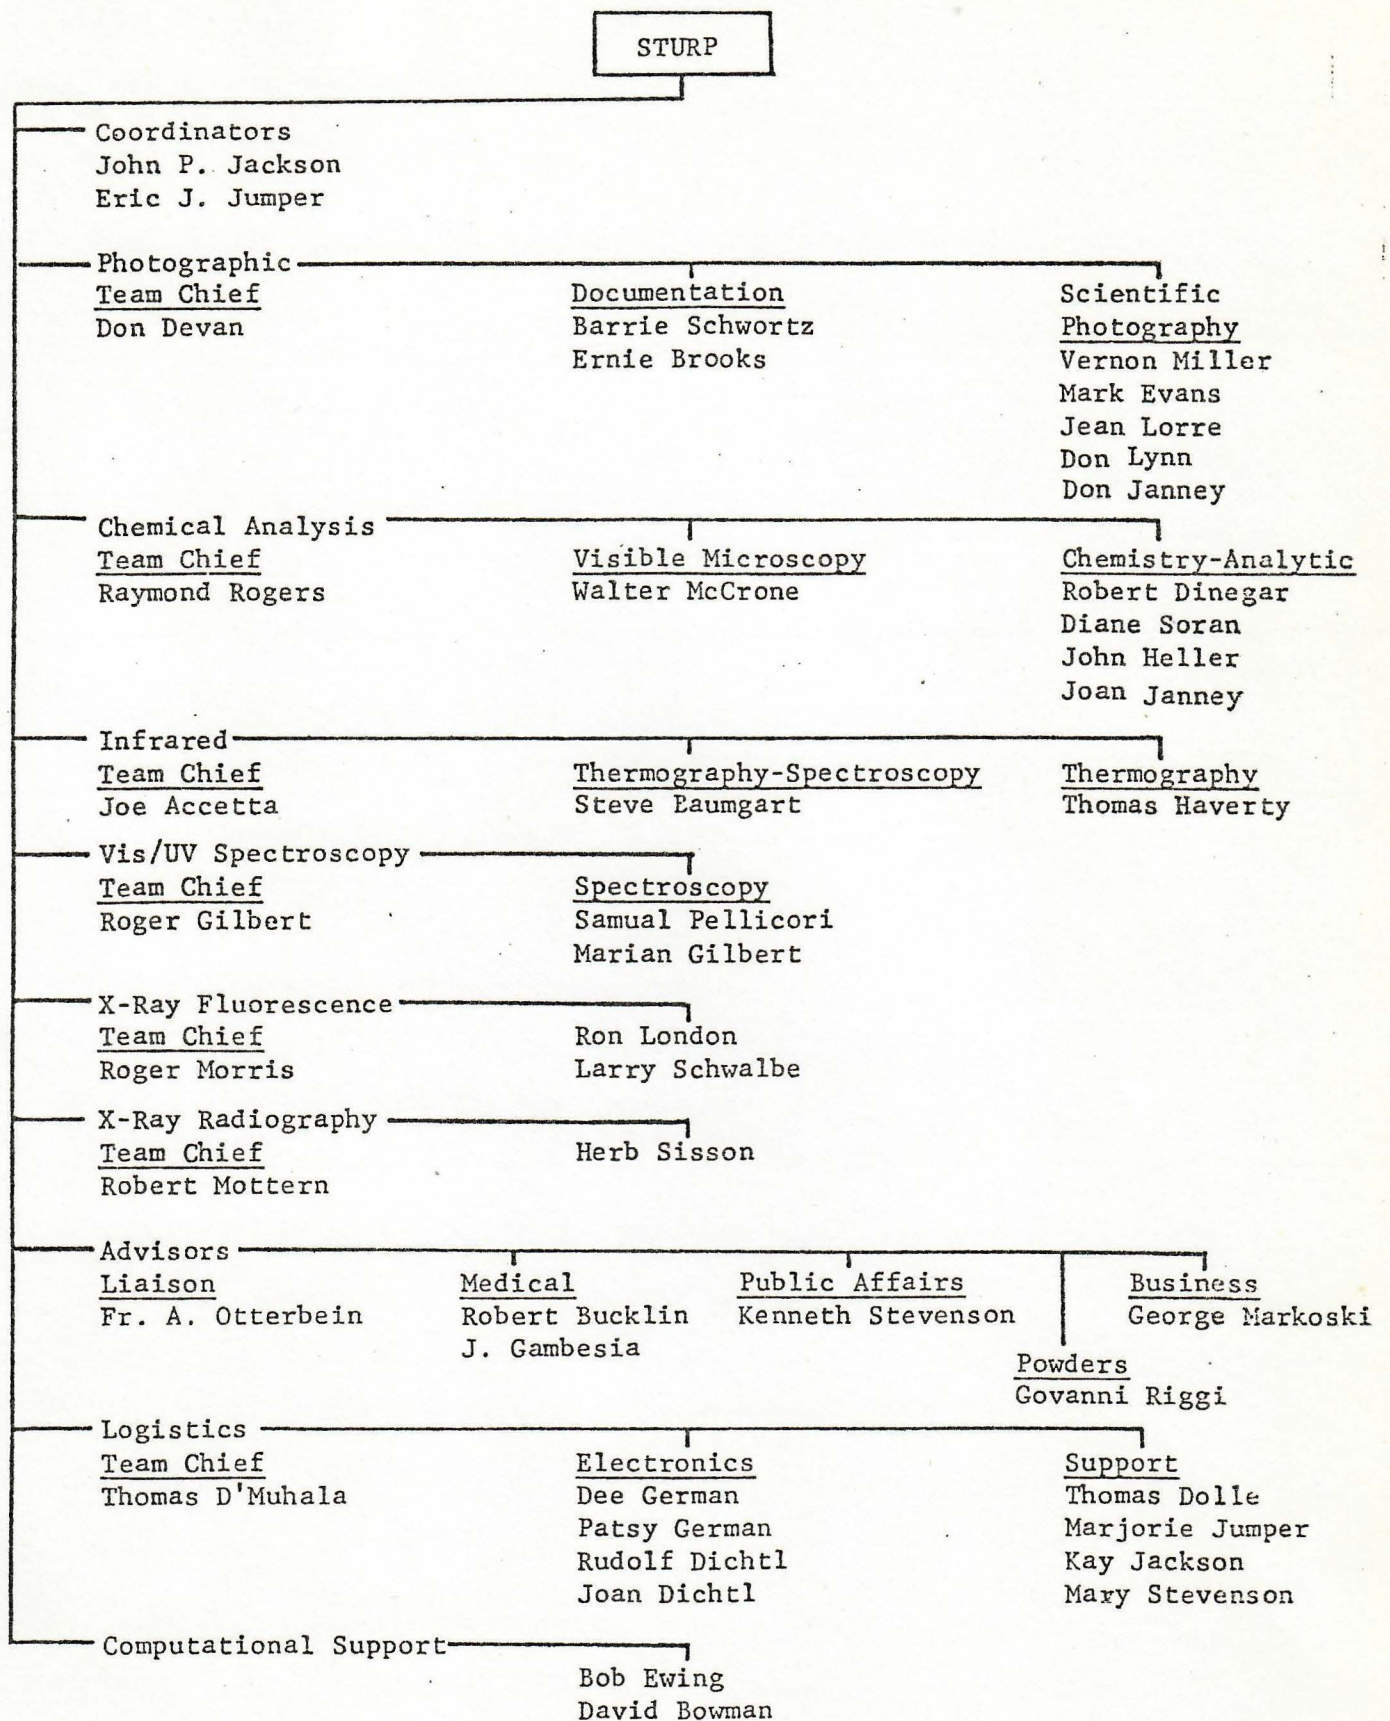 STURP
Coordinators
John P. Jackson
Eric J. Jumper
Photographic
Team Chief
Don Devan
Documentation
Barrie Schwortz
Ernie Brooks
Scientific
Photography
Vernon Miller
Mark Evans
Jean Lorre
Don Lynn
Don Janney
Chemical Analysis
Team Chief
Raymond Rogers
Visible Microscopy
Walter McCrone
Chemistry-Analytic
Robert Dinegar
Diane Soran
John Heller
Joan Janney
Infrared
Team Chief
Joe Accetta
Thermography-Spectroscopy
Steve Baumgart
Thermography
Thomas Haverty
Vis/UV Spectroscopy
Team Chief
Roger Gilbert
Spectroscopy
Samual Pellicori
Marian Gilbert
X-Ray Fluorescence
Team Chief
Roger Morris
Ron London
Larry Schwalbe
X-Ray Radiography
Team Chief
Robert Mottern
Herb Sisson
Advisors
Liaison
Fr. A. Otterbein
Medical
Robert Bucklin
J. Gambesia
Public Affairs
Kenneth Stevenson
Powders
Govanni Riggi
Business
George Markoski
Logistics
Team Chief
Thomas D'Muhala
Electronics
Dee German
Patsy German
Rudolf Dichtl
Joan Dichtl
Support
Thomas Dolle
Marjorie Jumper
Kay Jackson
Mary Stevenson
Computational Support
Bob Ewing
David Bowman